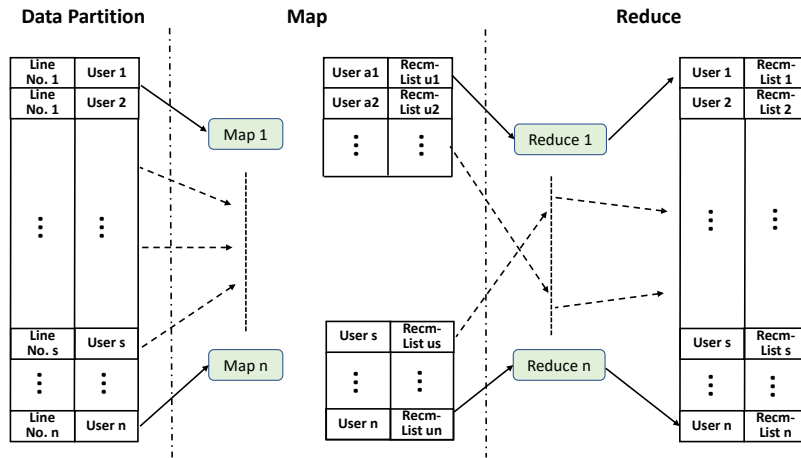 Data Partition
Map
Reduce
Line
No. 1
User 1
Line
No. 1
User 2
Line
No. s
User s
Line
No. n
User n
Map 1
Map n
User a1
Recm-
List u1
User a2
Recm-
List u2
User s
Recm-
List us
User n
Recm-
List un
Reduce 1
Reduce n
User 1
Recm-
List 1
User 2
Recm-
List 2
User s
Recm-
List s
User n
Recm-
List n